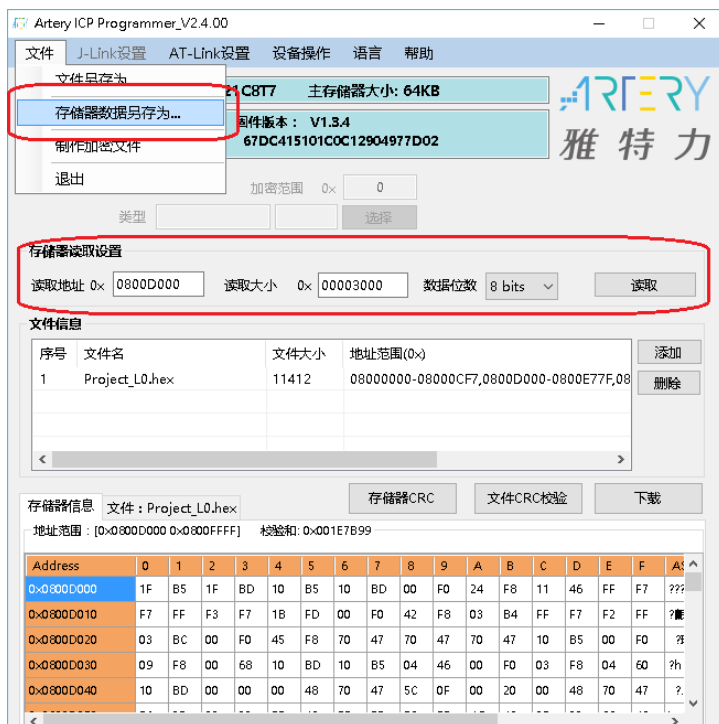 Artery ICP Programmer_V2.4.00
文件 J-Link设置 AT-Link设置 设备操作 语言 帮助
文件另存为
存储器数据另存为...
制作加密文件
退出
C8T7 主存储器大小: 64KB
固件版本： V1.3.4
67DC415101C0C12904977D02
ARTERY
雅特力
加密范围 0x 0
类型 选择
存储器读取设置
读取地址 0x 0800D000 读取大小 0x 00003000 数据位数 8 bits 读取
文件信息
序号 文件名 文件大小 地址范围(0x) 添加
1 Project_L0.hex 11412 08000000-08000CF7,0800D000-0800E77F,08 删除
存储器CRC 文件CRC校验 下载
存储器信息 文件 : Project_L0.hex
地址范围 : [0x0800D000 0x0800FFFF] 校验和: 0x001E7B99
Address 0 1 2 3 4 5 6 7 8 9 A B C D E F
0x0800D000 1F B5 1F BD 10 B5 10 BD 00 F0 24 F8 11 46 FF F7 ???
0x0800D010 F7 FF F3 F7 1B FD 00 F0 42 F8 03 B4 FF F7 F2 FF
0x0800D020 03 BC 00 F0 45 F8 70 47 70 47 70 47 10 B5 00 F0
0x0800D030 09 F8 00 68 10 BD 10 B5 04 46 00 F0 03 F8 04 60 ?h
0x0800D040 10 BD 00 00 00 48 70 47 5C 0F 00 20 00 48 70 47 ?.